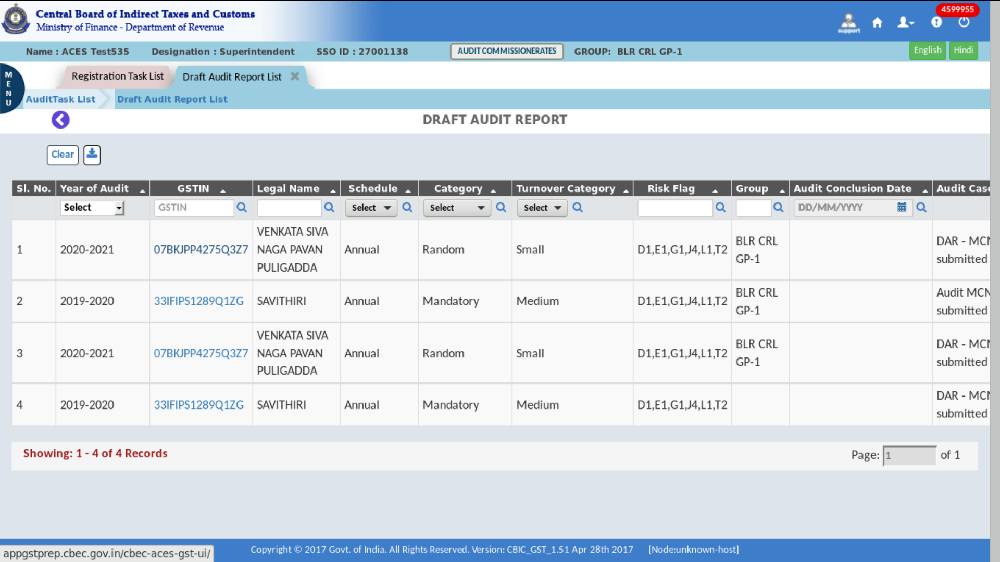 Central Board of Indirect Taxes and Customs
Ministry of Finance - Department of Revenue
support
4599955
Name : ACES Test535 Designation : Superintendent SSO ID : 27001138 AUDIT COMMISSIONERATES GROUP: BLR CRL GP-1 English Hindi
MENU
Registration Task List Draft Audit Report List
AuditTask List Draft Audit Report List
DRAFT AUDIT REPORT
Clear
Sl. No. Year of Audit GSTIN Legal Name Schedule Category Turnover Category Risk Flag Group Audit Conclusion Date Audit Case
Select GSTIN Select Select Select DD/MM/YYYY
1 2020-2021 07BKJPP4275Q3Z7 VENKATA SIVA NAGA PAVAN PULIGADDA Annual Random Small D1,E1,G1,J4,L1,T2 BLR CRL GP-1 DAR - MCM submitted
2 2019-2020 33IFIPS1289Q1ZG SAVITHIRI Annual Mandatory Medium D1,E1,G1,J4,L1,T2 BLR CRL GP-1 Audit MCM submitted
3 2020-2021 07BKJPP4275Q3Z7 VENKATA SIVA NAGA PAVAN PULIGADDA Annual Random Small D1,E1,G1,J4,L1,T2 BLR CRL GP-1 DAR - MCM submitted
4 2019-2020 33IFIPS1289Q1ZG SAVITHIRI Annual Mandatory Medium D1,E1,G1,J4,L1,T2 DAR - MCM submitted
Showing: 1 - 4 of 4 Records Page: 1 of 1
appgstprep.cbec.gov.in/cbec-aces-gst-ui/
Copyright © 2017 Govt. of India. All Rights Reserved. Version: CBIC_GST_1.51 Apr 28th 2017 [Node:unknown-host]